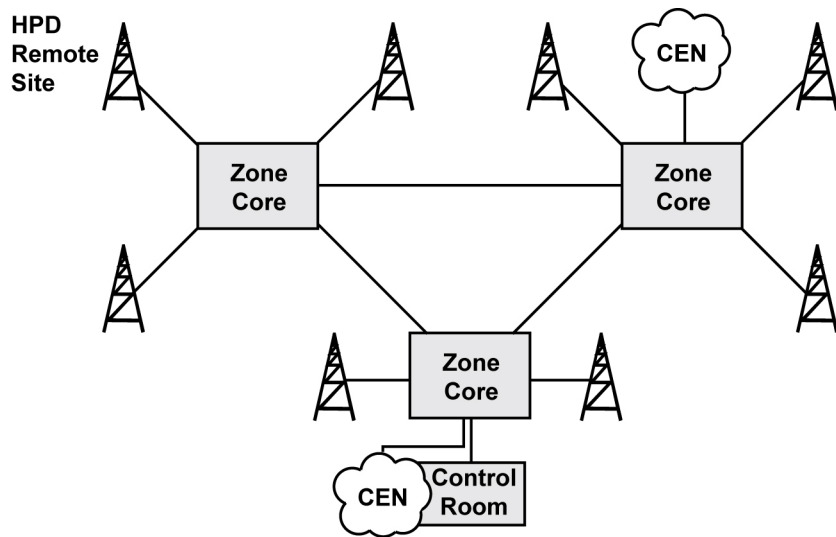 HPD
Remote
Site
CEN
Zone
Core
Zone
Core
Zone
Core
CEN
Control
Room